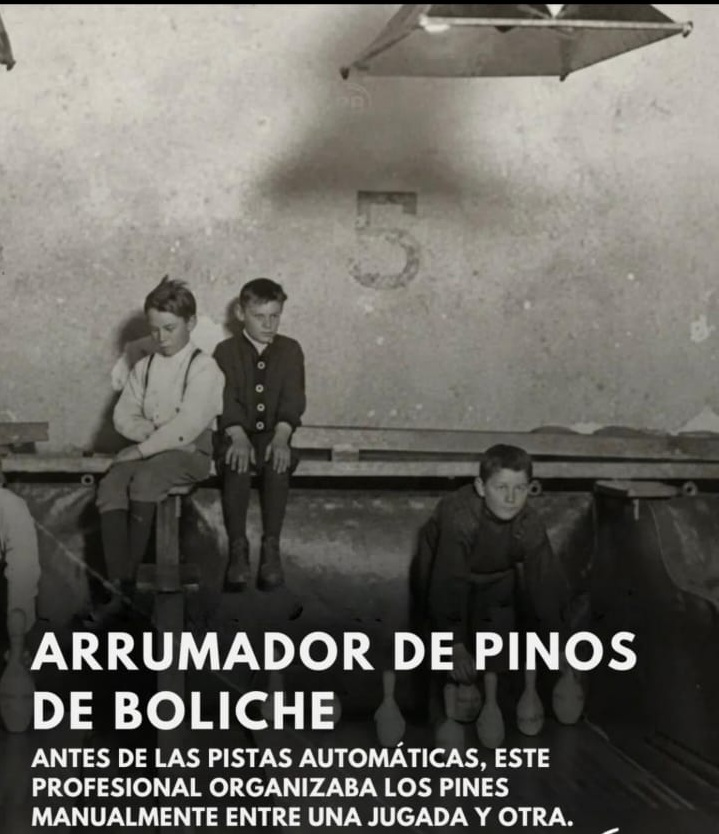 5
ARRUMADOR DE PINOS
DE BOLICHE
ANTES DE LAS PISTAS AUTOMÁTICAS, ESTE
PROFESIONAL ORGANIZABA LOS PINES
MANUALMENTE ENTRE UNA JUGADA Y OTRA.